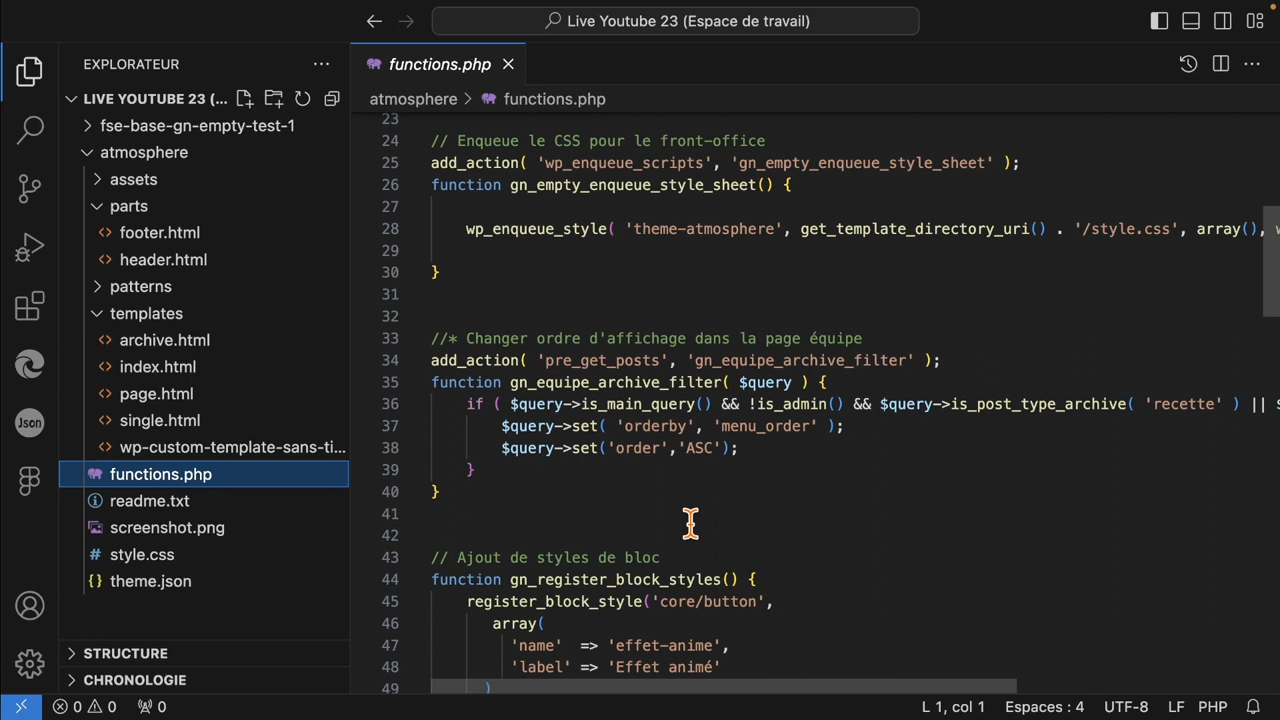 Live Youtube 23 (Espace de travail)
EXPLORATEUR
LIVE YOUTUBE 23 (...
fse-base-gn-empty-test-1
atmosphere
assets
parts
footer.html
header.html
patterns
templates
archive.html
index.html
page.html
single.html
wp-custom-template-sans-ti...
functions.php
readme.txt
screenshot.png
style.css
theme.json
STRUCTURE
CHRONOLOGIE
Json
functions.php
atmosphere > functions.php
23
24 // Enqueue le CSS pour le front-office
25 add_action( 'wp_enqueue_scripts', 'gn_empty_enqueue_style_sheet' );
26 function gn_empty_enqueue_style_sheet() {
27
28 wp_enqueue_style( 'theme-atmosphere', get_template_directory_uri() . '/style.css', array(), w
29
30 }
31
32
33 //* Changer ordre d'affichage dans la page équipe
34 add_action( 'pre_get_posts', 'gn_equipe_archive_filter' );
35 function gn_equipe_archive_filter( $query ) {
36 if ( $query->is_main_query() && !is_admin() && $query->is_post_type_archive( 'recette' ) || $
37 $query->set( 'orderby', 'menu_order' );
38 $query->set('order','ASC');
39 }
40 }
41
42
43 // Ajout de styles de bloc
44 function gn_register_block_styles() {
45 register_block_style('core/button',
46 array(
47 'name' => 'effet-anime',
48 'label' => 'Effet animé'
49 )
0 0 0
L 1, col 1 Espaces : 4 UTF-8 LF PHP